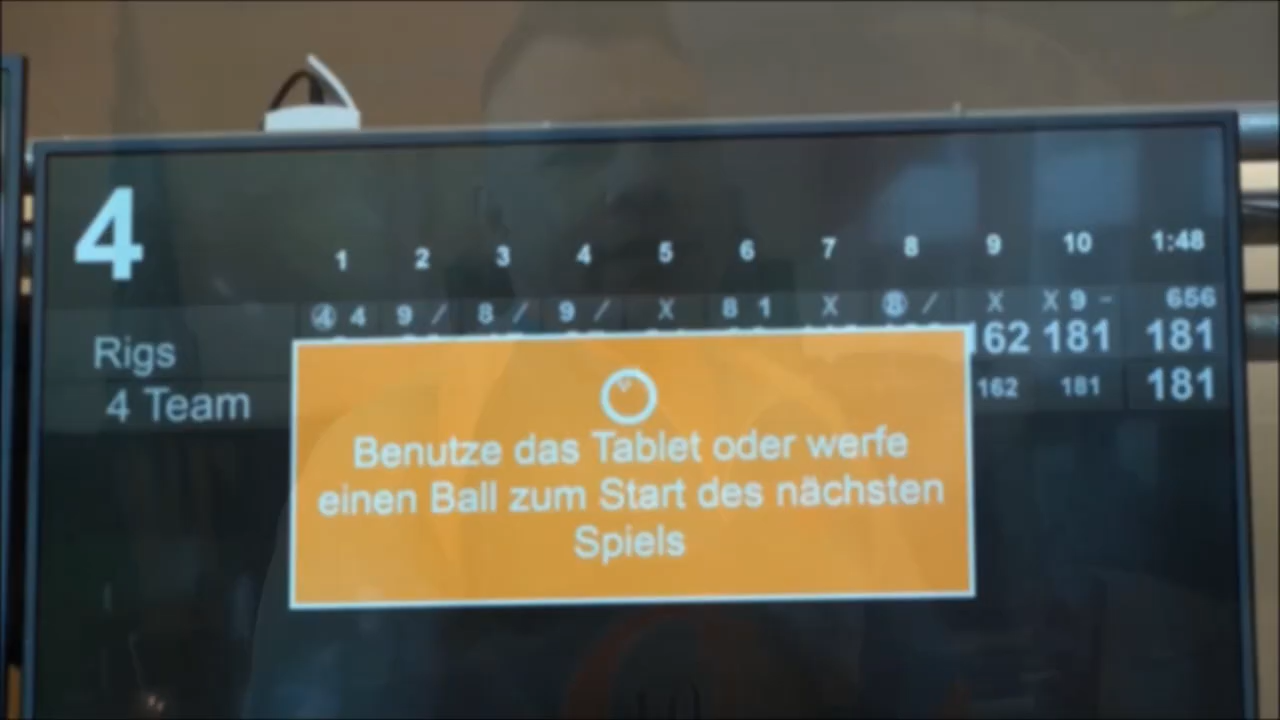 4
1 2 3 4 5 6 7 8 9 10 1:48
④ 4 9 / 8 / 9 / X 8 1 X ⑧ / X X 9 - 656
Rigs 162 181 181
4 Team 162 181 181
Benutze das Tablet oder werfe
einen Ball zum Start des nächsten
Spiels